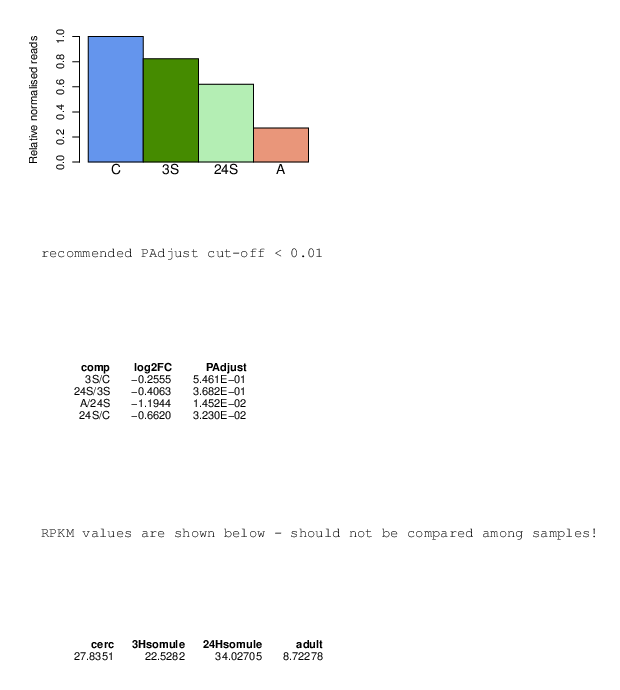 Relative normalised reads
1.0
0.8
0.6
0.4
0.2
0.0
C 3S 24S A
recommended PAdjust cut-off < 0.01
comp log2FC PAdjust
3S/C −0.2555 5.461E−01
24S/3S −0.4063 3.682E−01
A/24S −1.1944 1.452E−02
24S/C −0.6620 3.230E−02
RPKM values are shown below - should not be compared among samples!
cerc 3Hsomule 24Hsomule adult
27.8351 22.5282 34.02705 8.72278